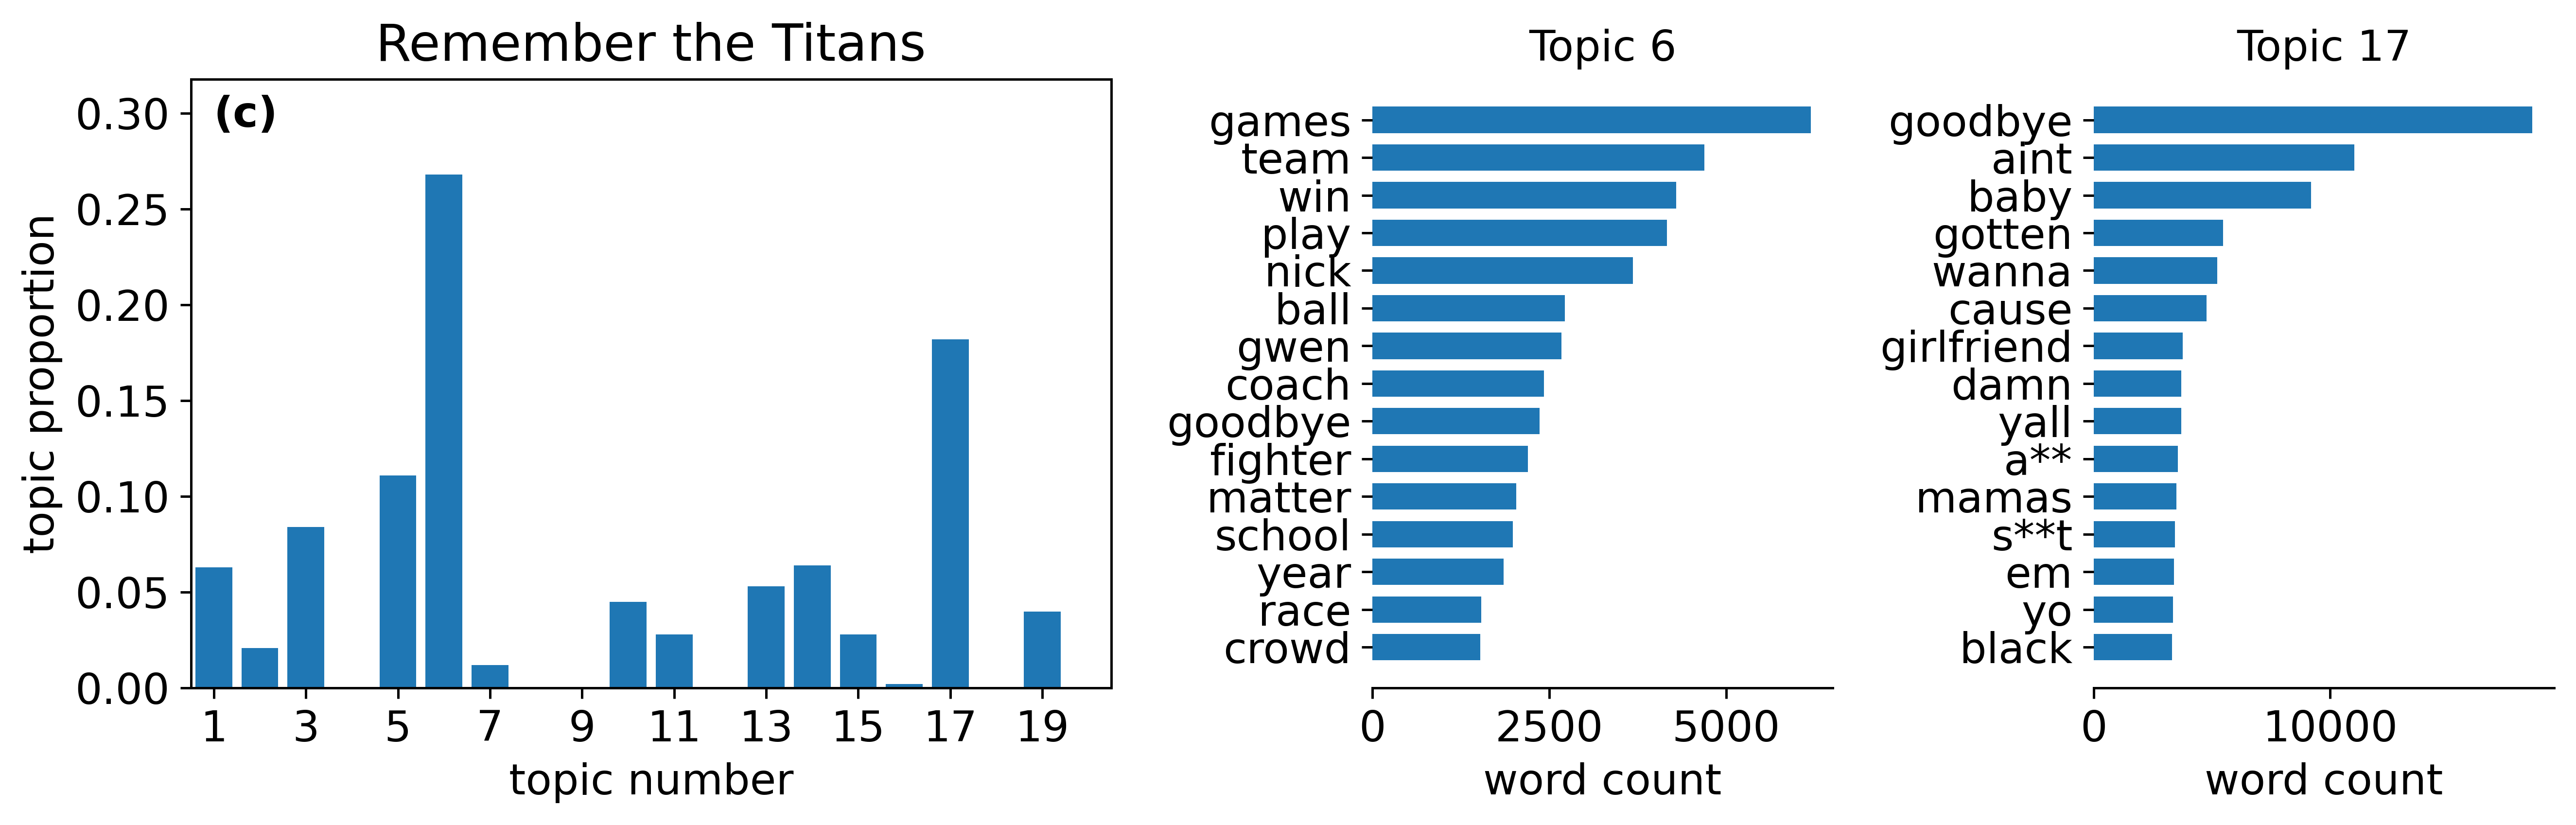 Remember the Titans
(c)
topic proportion
0.30
0.25
0.20
0.15
0.10
0.05
0.00
1 3 5 7 9 11 13 15 17 19
topic number
Topic 6
games
team
win
play
nick
ball
gwen
coach
goodbye
fighter
matter
school
year
race
crowd
0 2500 5000
word count
Topic 17
goodbye
aint
baby
gotten
wanna
cause
girlfriend
damn
yall
a**
mamas
s**t
em
yo
black
0 10000
word count